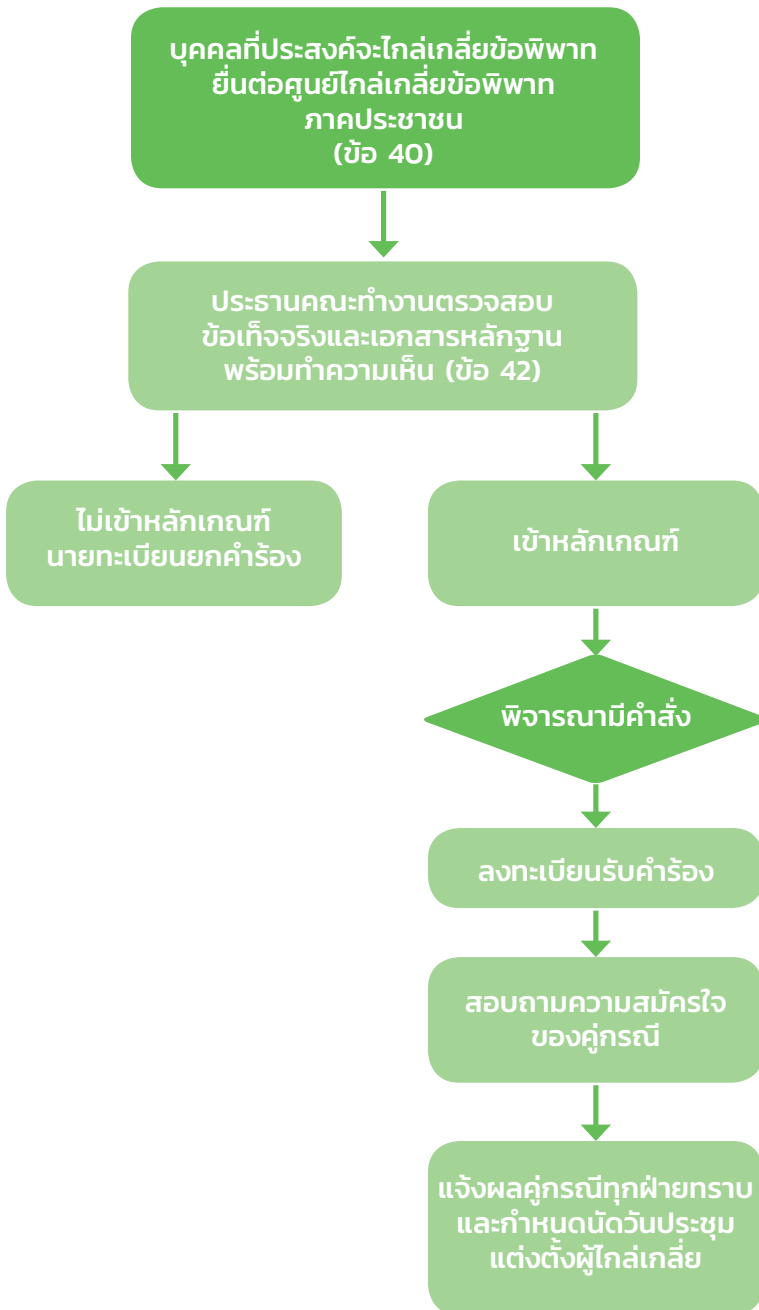 บุคคลที่ประสงค์จะไกล่เกลี่ยข้อพิพาท
ยื่นต่อศูนย์ไกล่เกลี่ยข้อพิพาท
ภาคประชาชน
(ข้อ 40)
ประธานคณะทำงานตรวจสอบ
ข้อเท็จจริงและเอกสารหลักฐาน
พร้อมทำความเห็น (ข้อ 42)
ไม่เข้าหลักเกณฑ์
นายทะเบียนยกคำร้อง
เข้าหลักเกณฑ์
พิจารณามีคำสั่ง
ลงทะเบียนรับคำร้อง
สอบถามความสมัครใจ
ของคู่กรณี
แจ้งผลคู่กรณีทุกฝ่ายทราบ
และกำหนดนัดวันประชุม
แต่งตั้งผู้ไกล่เกลี่ย